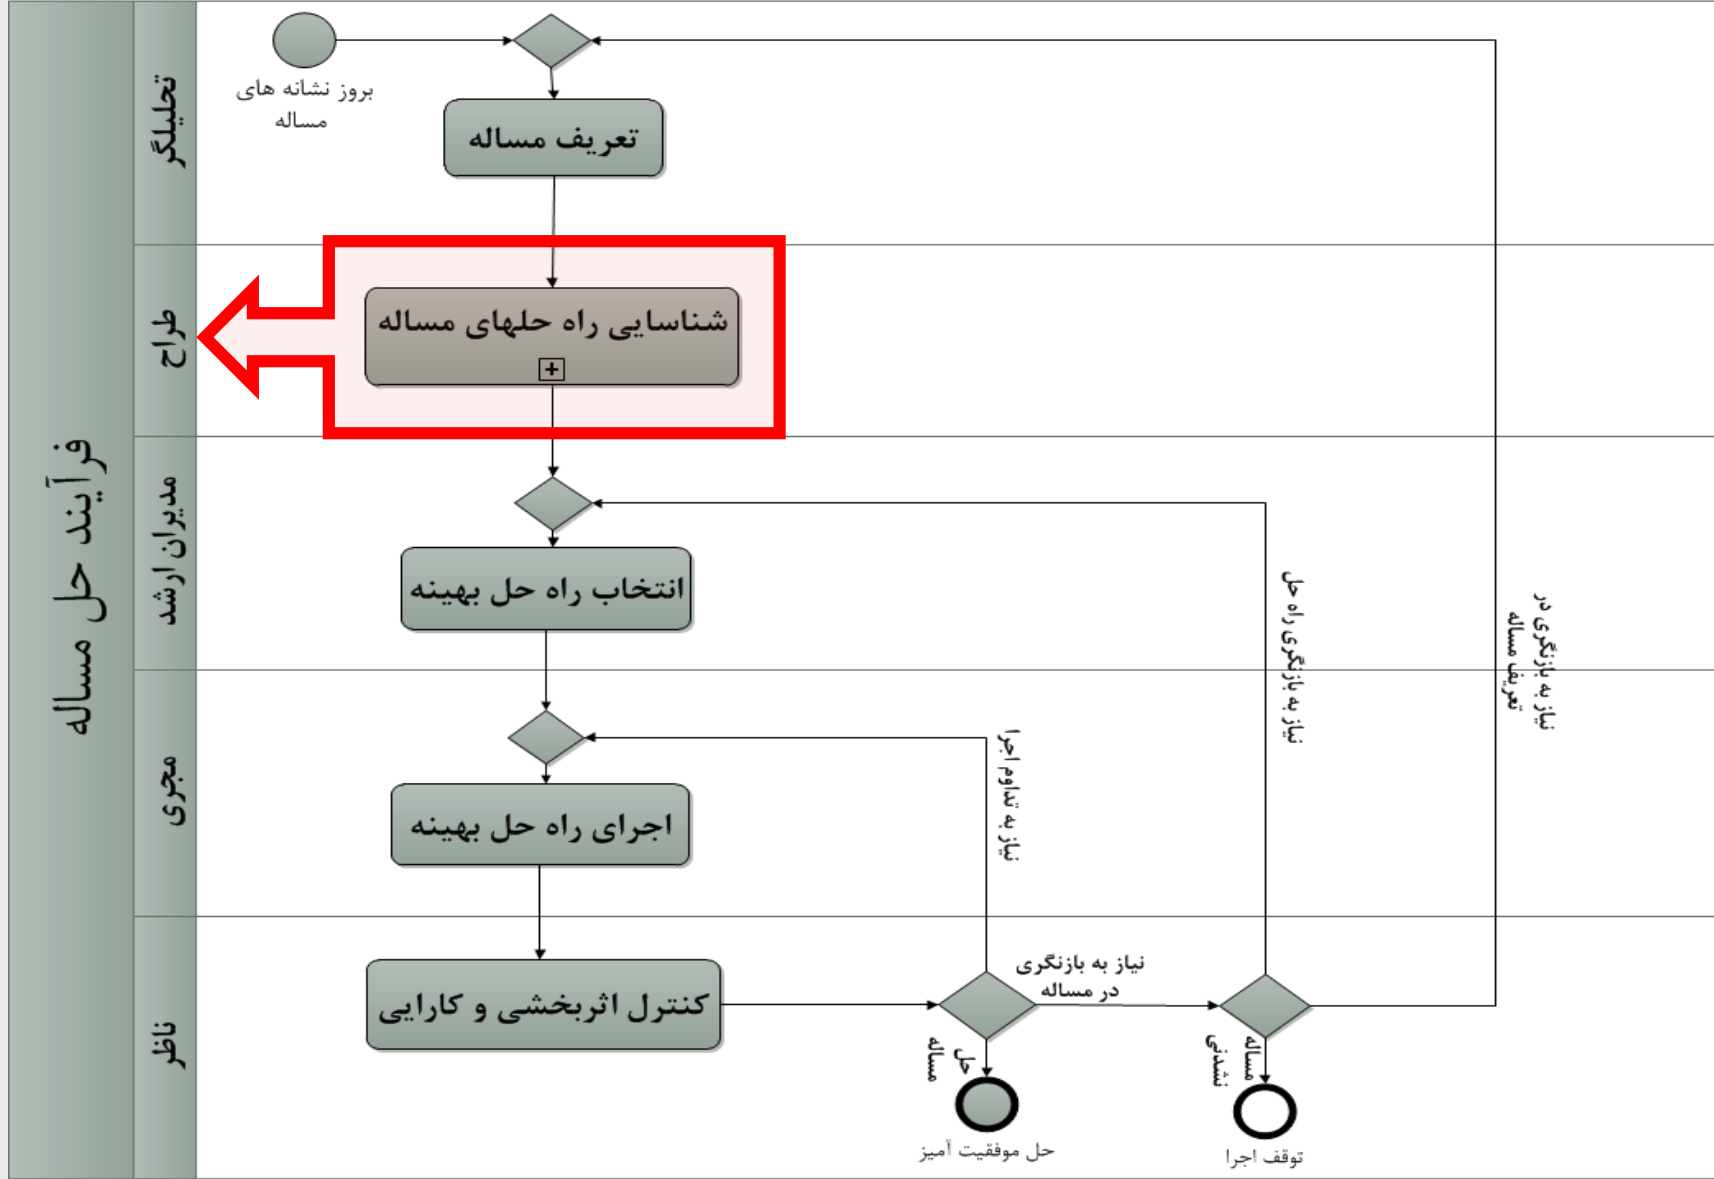 فرآیند حل مساله
تحلیلگر
بروز نشانه های
مساله
تعریف مساله
طراح
شناسایی راه حلهای مساله
مدیران ارشد
انتخاب راه حل بهینه
نیاز به بازنگری راه حل
نیاز به بازنگری در
تعریف مساله
مجری
اجرای راه حل بهینه
نیاز به تداوم اجرا
ناظر
کنترل اثربخشی و کارایی
نیاز به بازنگری
در مساله
حل
مساله
مساله
نشدنی
حل موفقیت آمیز
توقف اجرا